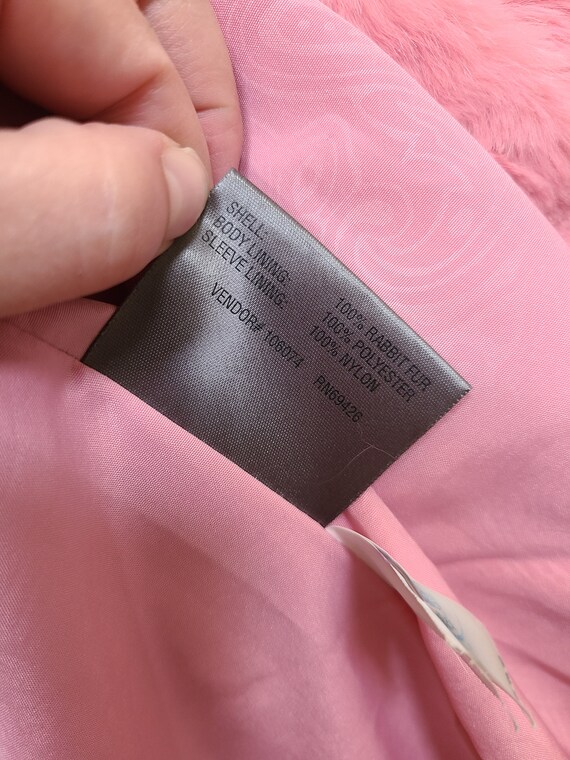 SHELL: 100% RABBIT FUR
BODY LINING: 100% POLYESTER
SLEEVE LINING: 100% NYLON
VENDOR# 106074 RN69426